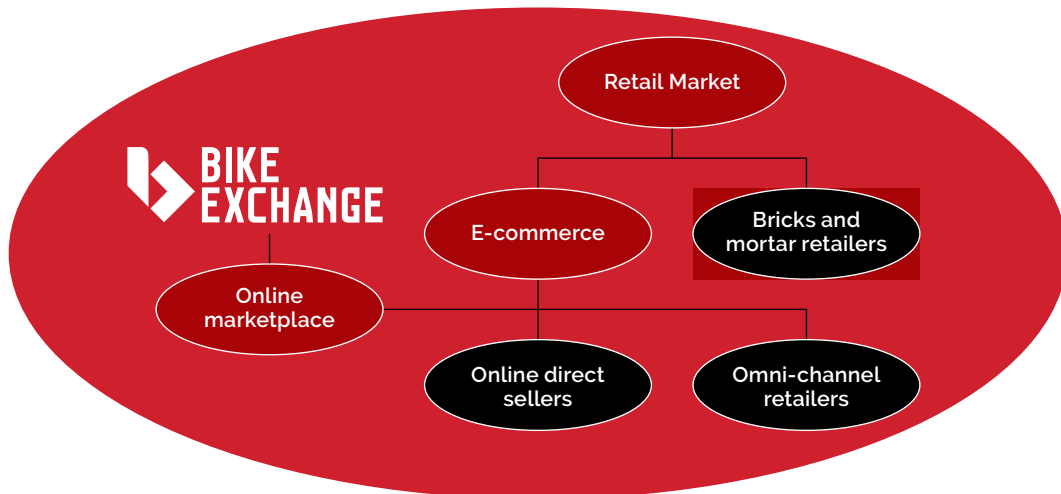 Retail Market
BIKE
EXCHANGE
E-commerce
Bricks and
mortar retailers
Online
marketplace
Online direct
sellers
Omni-channel
retailers